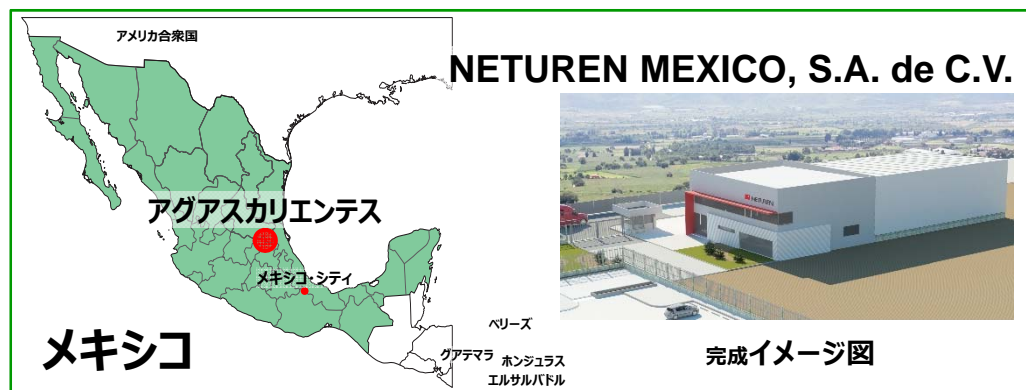 アメリカ合衆国
NETUREN MEXICO, S.A. de C.V.
アグアスカリエンテス
NETUREN
メキシコ・シティ
メキシコ
ベリーズ
グアテマラ
ホンジュラス
エルサルバドル
完成イメージ図